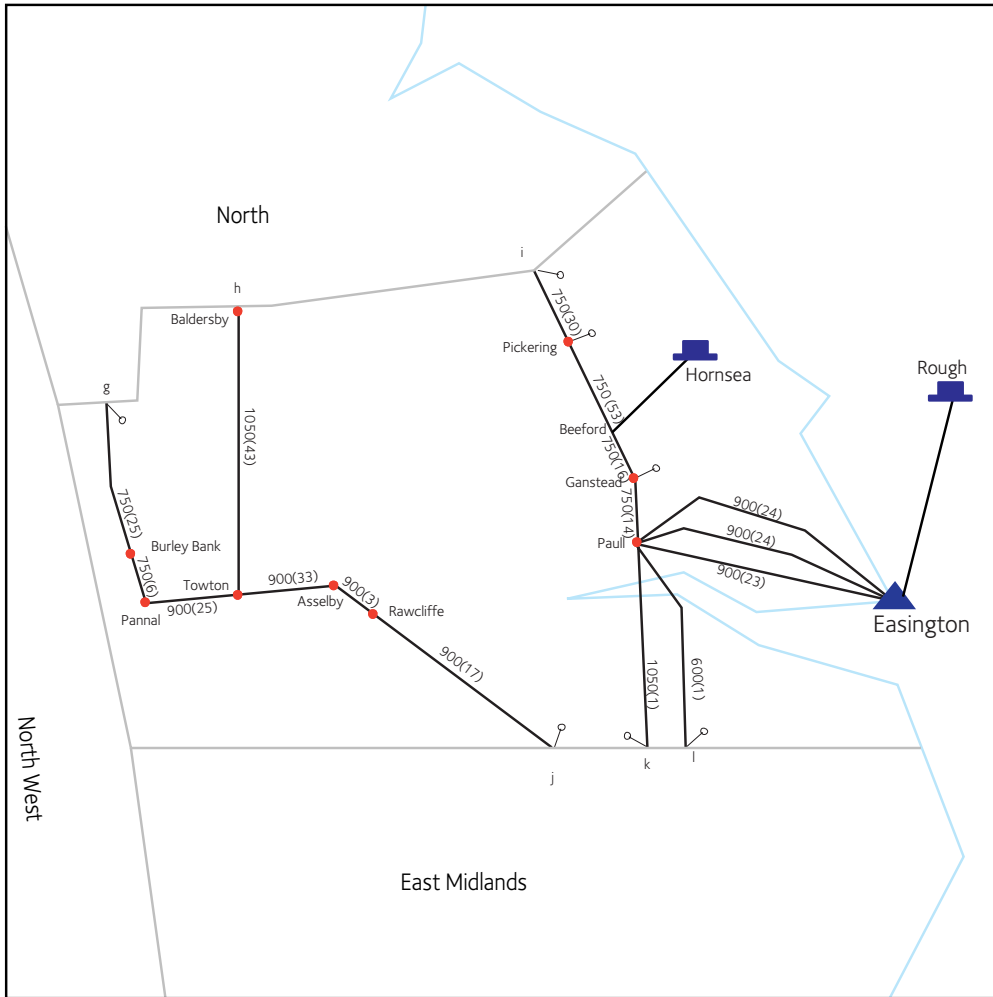 North
i
h
Baldersby
750(30)
Pickering
Hornsea
Rough
g
750 (53)
1050(43)
Beeford
750(16)
Ganstead
750(14)
750(25)
900(24)
900(24)
Paull
900(23)
Burley Bank
750(6)
Towton
900(33)
Asselby
900(3)
Rawcliffe
Pannal
900(25)
Easington
900(17)
1050(1)
600(1)
North West
j
k
l
East Midlands